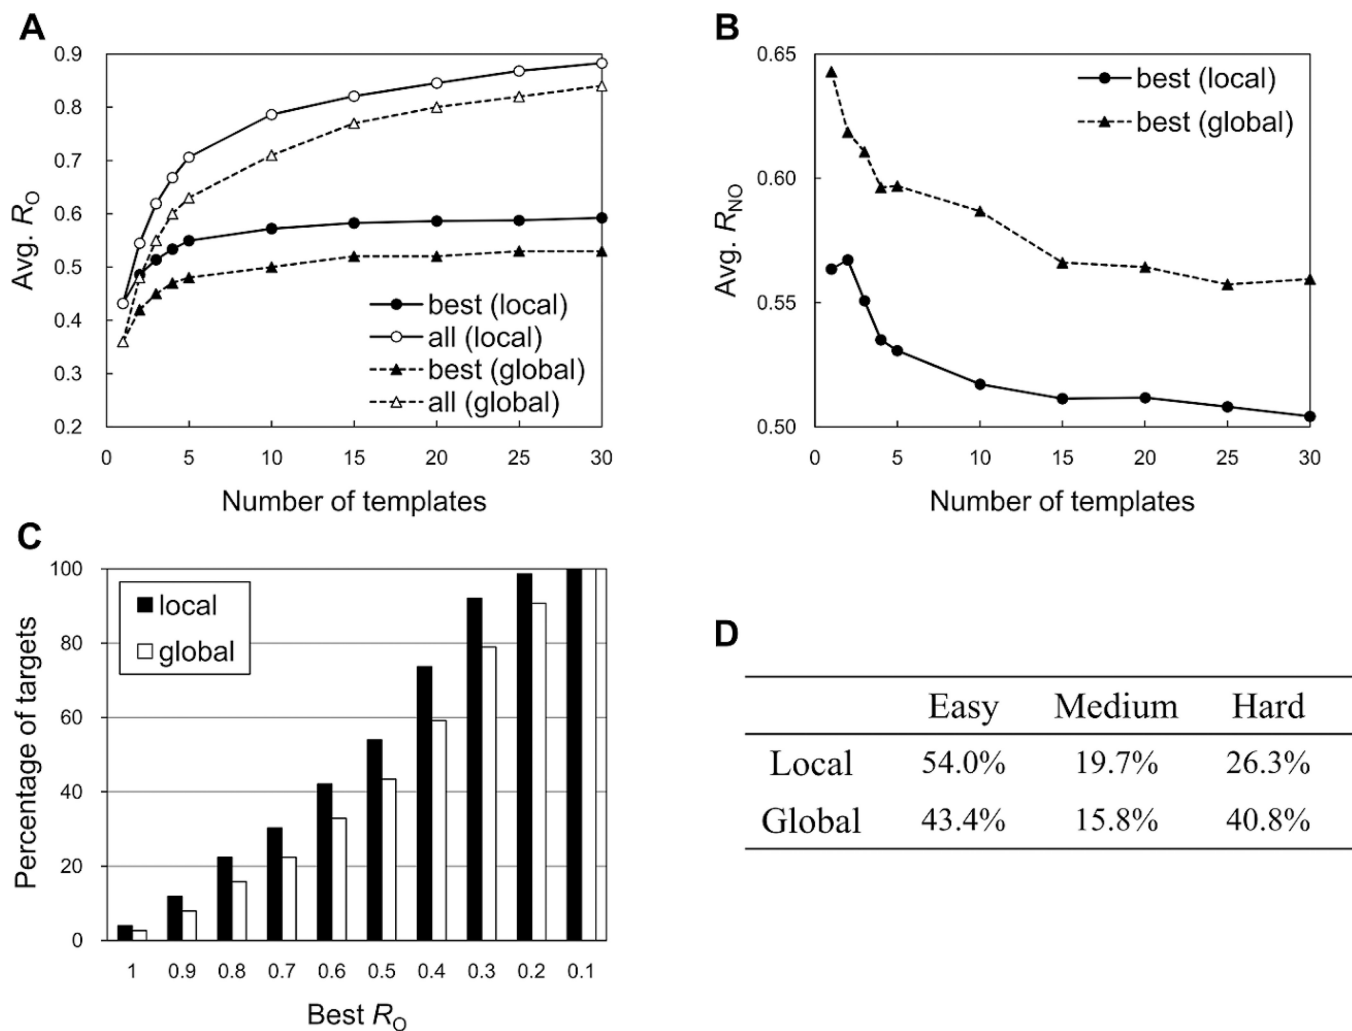 A
Avg. R_O
0.9
0.8
0.7
0.6
0.5
0.4
0.3
0.2
best (local)
all (local)
best (global)
all (global)
0 5 10 15 20 25 30
Number of templates
B
Avg. R_NO
0.65
0.60
0.55
0.50
best (local)
best (global)
0 5 10 15 20 25 30
Number of templates
C
Percentage of targets
100
80
60
40
20
0
local
global
1 0.9 0.8 0.7 0.6 0.5 0.4 0.3 0.2 0.1
Best R_O
D
Easy Medium Hard
Local 54.0% 19.7% 26.3%
Global 43.4% 15.8% 40.8%